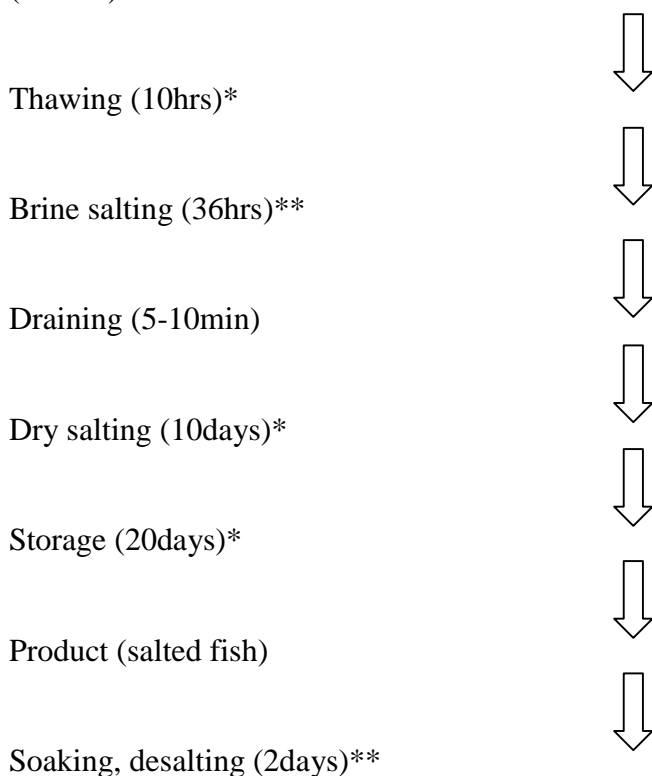 Thawing (10hrs)*
Brine salting (36hrs)**
Draining (5-10min)
Dry salting (10days)*
Storage (20days)*
Product (salted fish)
Soaking, desalting (2days)**